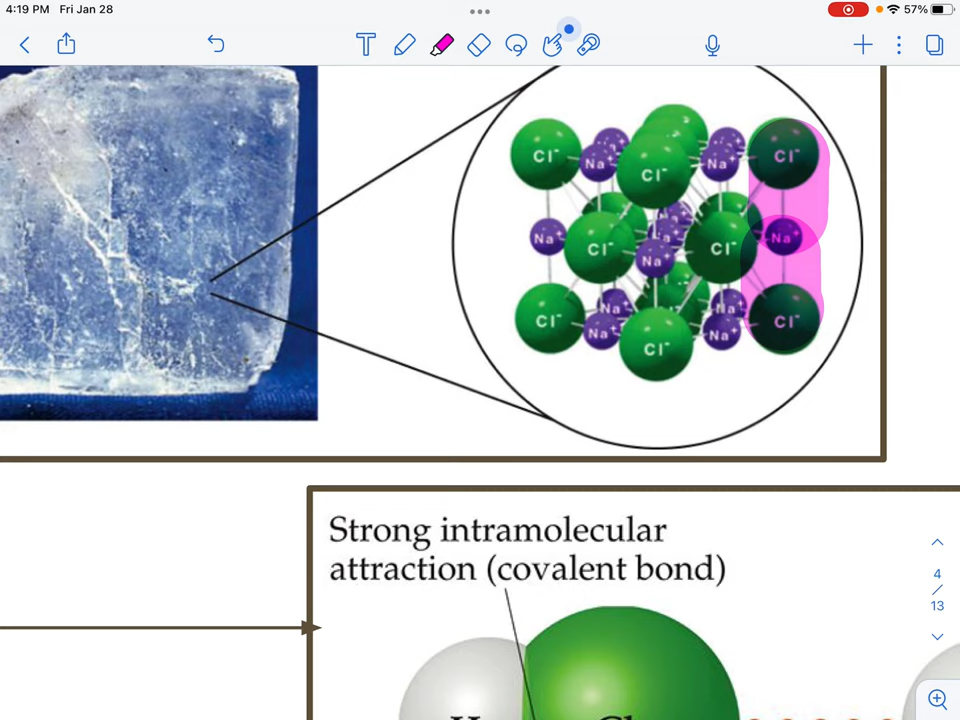 4:19 PM Fri Jan 28
57%
T
Cl⁻ Na⁺ Cl⁻ Na⁺ Cl⁻
Na⁺ Cl⁻ Na⁺ Cl⁻ Na⁺
Na⁺ Na⁺
Cl⁻ Na⁺ Cl⁻ Na⁺ Cl⁻
Strong intramolecular
attraction (covalent bond)
4
/
13